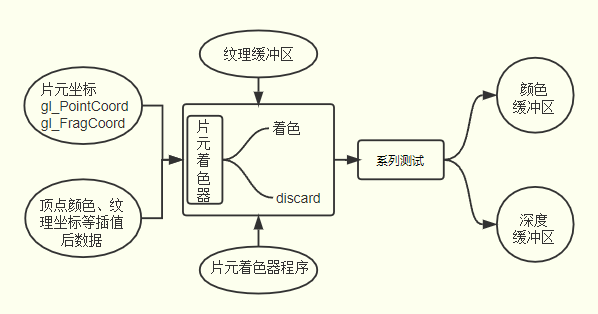 纹理缓冲区
片元坐标
gl_PointCoord
gl_FragCoord
片
元
着
色
器
着色
discard
系列测试
颜色
缓冲区
顶点颜色、纹
理坐标等插值
后数据
深度
缓冲区
片元着色器程序